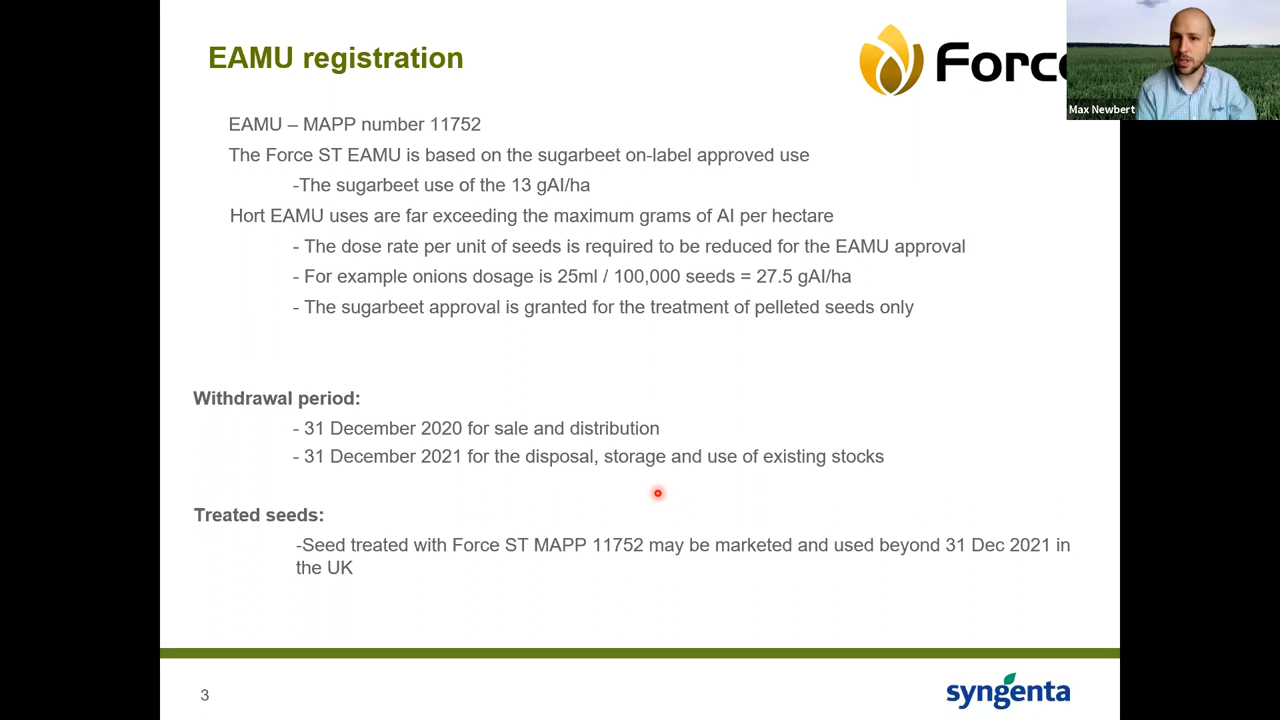 EAMU registration
Force
Max Newbert
EAMU – MAPP number 11752
The Force ST EAMU is based on the sugarbeet on-label approved use
-The sugarbeet use of the 13 gAI/ha
Hort EAMU uses are far exceeding the maximum grams of AI per hectare
- The dose rate per unit of seeds is required to be reduced for the EAMU approval
- For example onions dosage is 25ml / 100,000 seeds = 27.5 gAI/ha
- The sugarbeet approval is granted for the treatment of pelleted seeds only
Withdrawal period:
- 31 December 2020 for sale and distribution
- 31 December 2021 for the disposal, storage and use of existing stocks
Treated seeds:
-Seed treated with Force ST MAPP 11752 may be marketed and used beyond 31 Dec 2021 in
the UK
3
syngenta